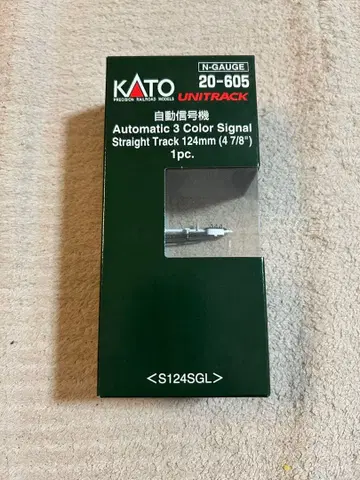 N-GAUGE
KATO 20-605
PRECISION RAILROAD MODELS UNITRACK
自動信号機
Automatic 3 Color Signal
Straight Track 124mm (4 7/8")
1pc.
<S124SGL>